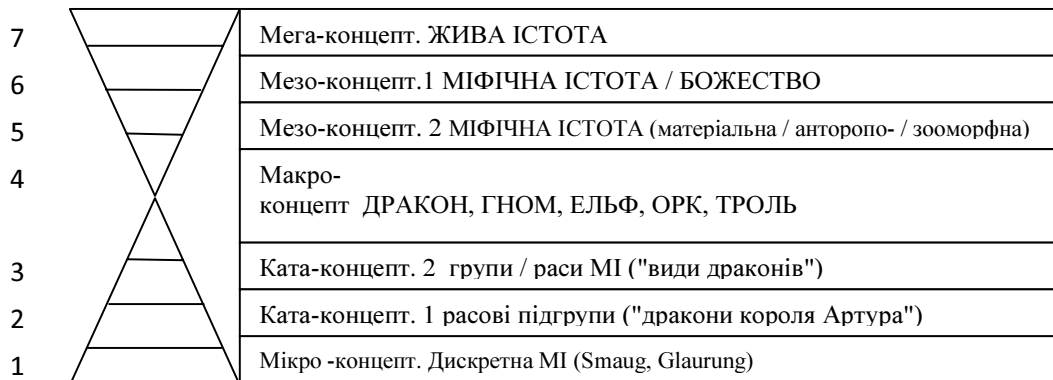 7 Мега-концепт. ЖИВА ІСТОТА
6 Мезо-концепт.1 МІФІЧНА ІСТОТА / БОЖЕСТВО
5 Мезо-концепт. 2 МІФІЧНА ІСТОТА (матеріальна / анторопо- / зооморфна)
4 Макро-
концепт ДРАКОН, ГНОМ, ЕЛЬФ, ОРК, ТРОЛЬ
3 Ката-концепт. 2 групи / раси МІ ("види драконів")
2 Ката-концепт. 1 расові підгрупи ("дракони короля Артура")
1 Мікро -концепт. Дискретна МІ (Smaug, Glaurung)